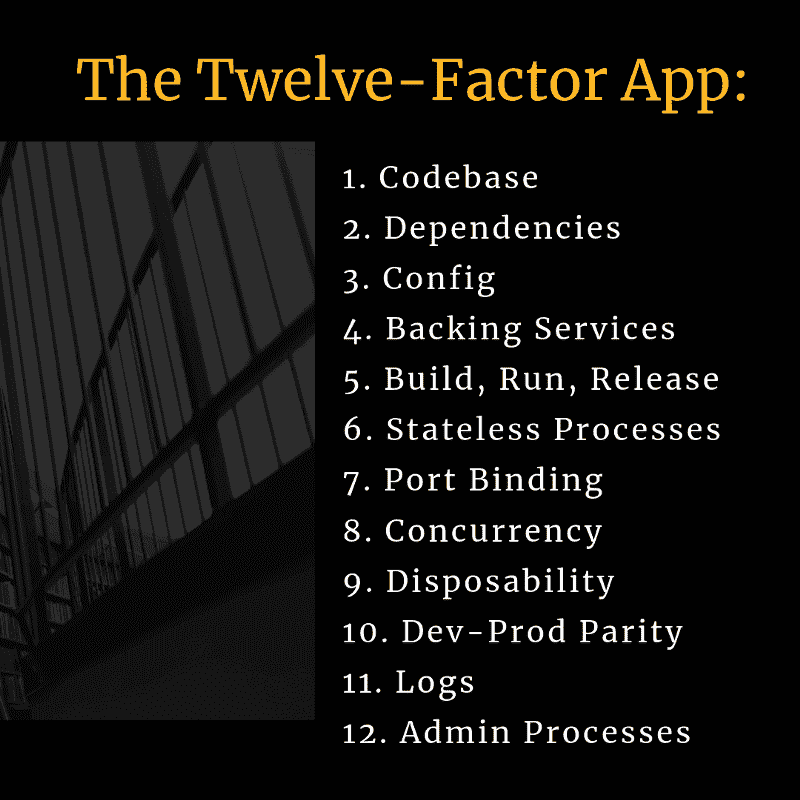 The Twelve-Factor App:
1. Codebase
2. Dependencies
3. Config
4. Backing Services
5. Build, Run, Release
6. Stateless Processes
7. Port Binding
8. Concurrency
9. Disposability
10. Dev-Prod Parity
11. Logs
12. Admin Processes